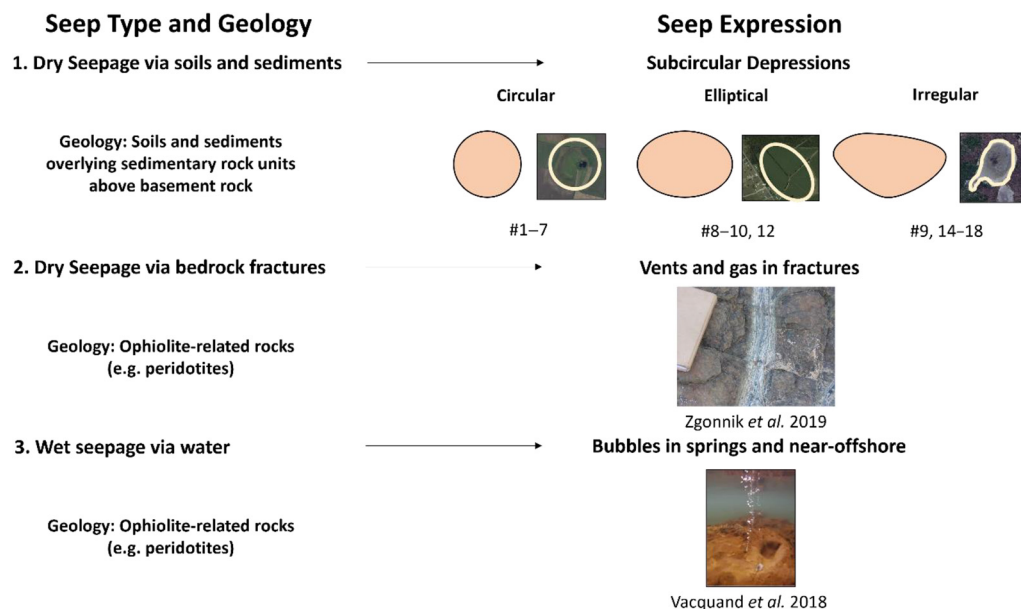 Seep Type and Geology
Seep Expression
1. Dry Seepage via soils and sediments
Subcircular Depressions
Circular
Elliptical
Irregular
Geology: Soils and sediments
overlying sedimentary rock units
above basement rock
#1–7
#8–10, 12
#9, 14–18
2. Dry Seepage via bedrock fractures
Vents and gas in fractures
Geology: Ophiolite-related rocks
(e.g. peridotites)
Zgonnik et al. 2019
3. Wet seepage via water
Bubbles in springs and near-offshore
Geology: Ophiolite-related rocks
(e.g. peridotites)
Vacquand et al. 2018